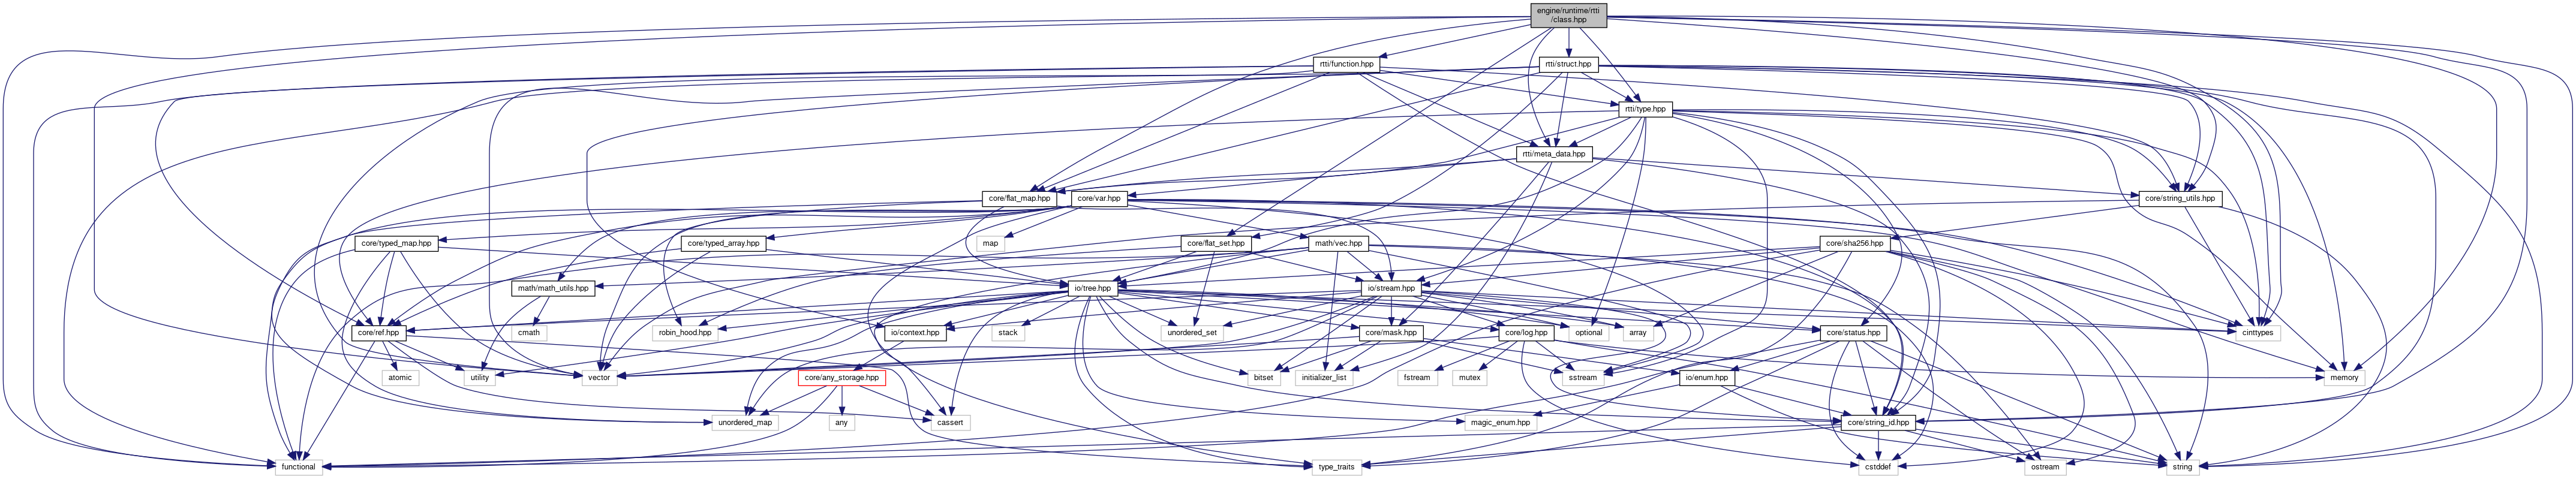 engine/runtime/rtti
/class.hpp
rtti/function.hpp
rtti/struct.hpp
rtti/type.hpp
rtti/meta_data.hpp
core/flat_map.hpp
core/var.hpp
core/string_utils.hpp
core/typed_map.hpp
core/typed_array.hpp
map
core/flat_set.hpp
math/vec.hpp
core/sha256.hpp
math/math_utils.hpp
io/tree.hpp
io/stream.hpp
core/ref.hpp
cmath
robin_hood.hpp
io/context.hpp
stack
unordered_set
core/mask.hpp
core/log.hpp
optional
array
core/status.hpp
cinttypes
atomic
utility
vector
core/any_storage.hpp
bitset
initializer_list
fstream
mutex
sstream
io/enum.hpp
memory
unordered_map
any
cassert
magic_enum.hpp
core/string_id.hpp
functional
type_traits
cstddef
ostream
string